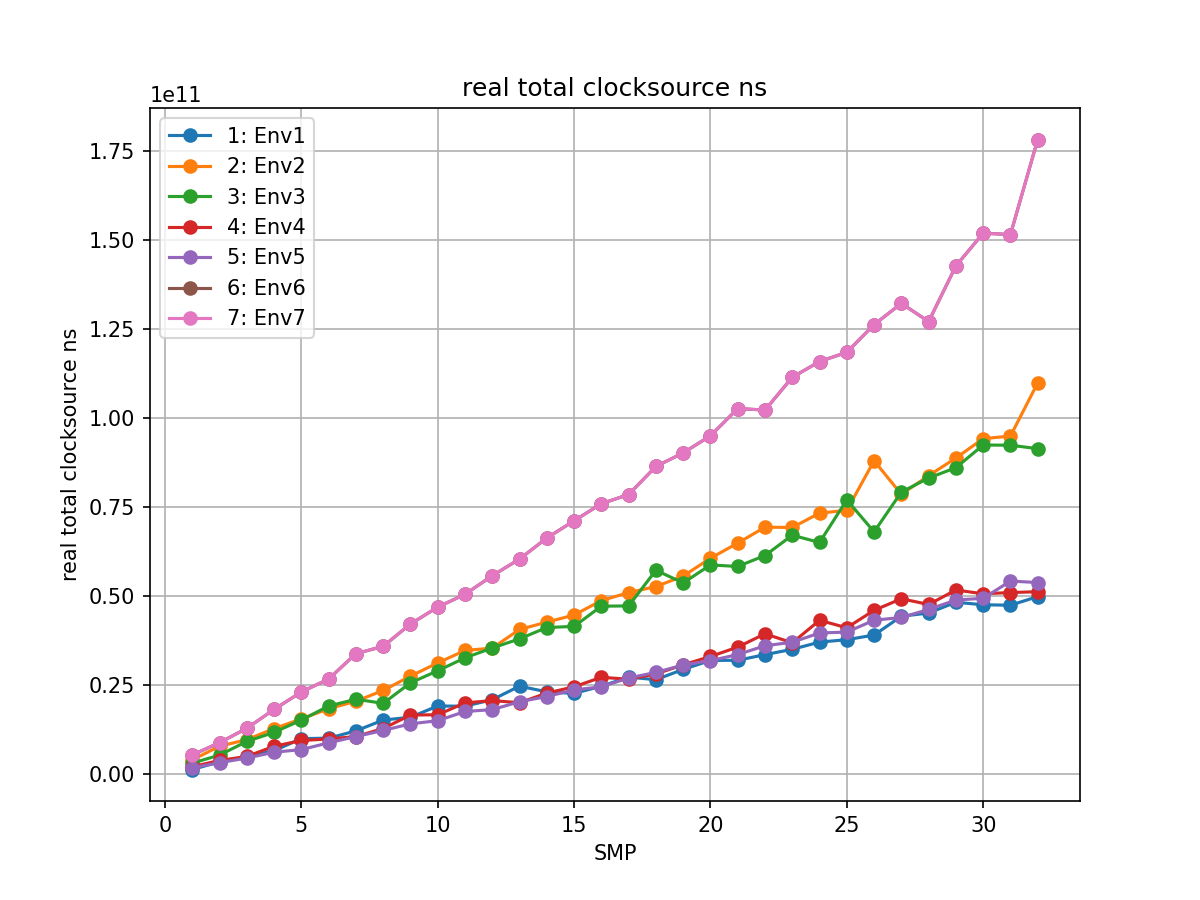 real total clocksource ns
1e11
1: Env1
2: Env2
3: Env3
4: Env4
5: Env5
6: Env6
7: Env7
1.75
1.50
1.25
1.00
0.75
0.50
0.25
0.00
real total clocksource ns
0 5 10 15 20 25 30
SMP